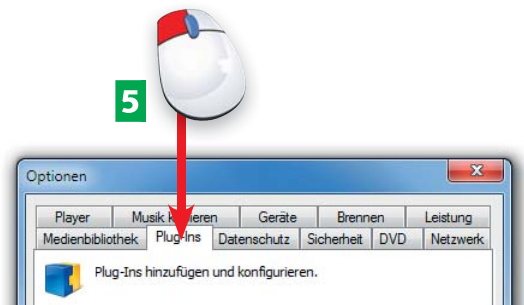 5
Optionen
Player Musik kopieren Geräte Brennen Leistung
Medienbibliothek Plug-Ins Datenschutz Sicherheit DVD Netzwerk
Plug-Ins hinzufügen und konfigurieren.